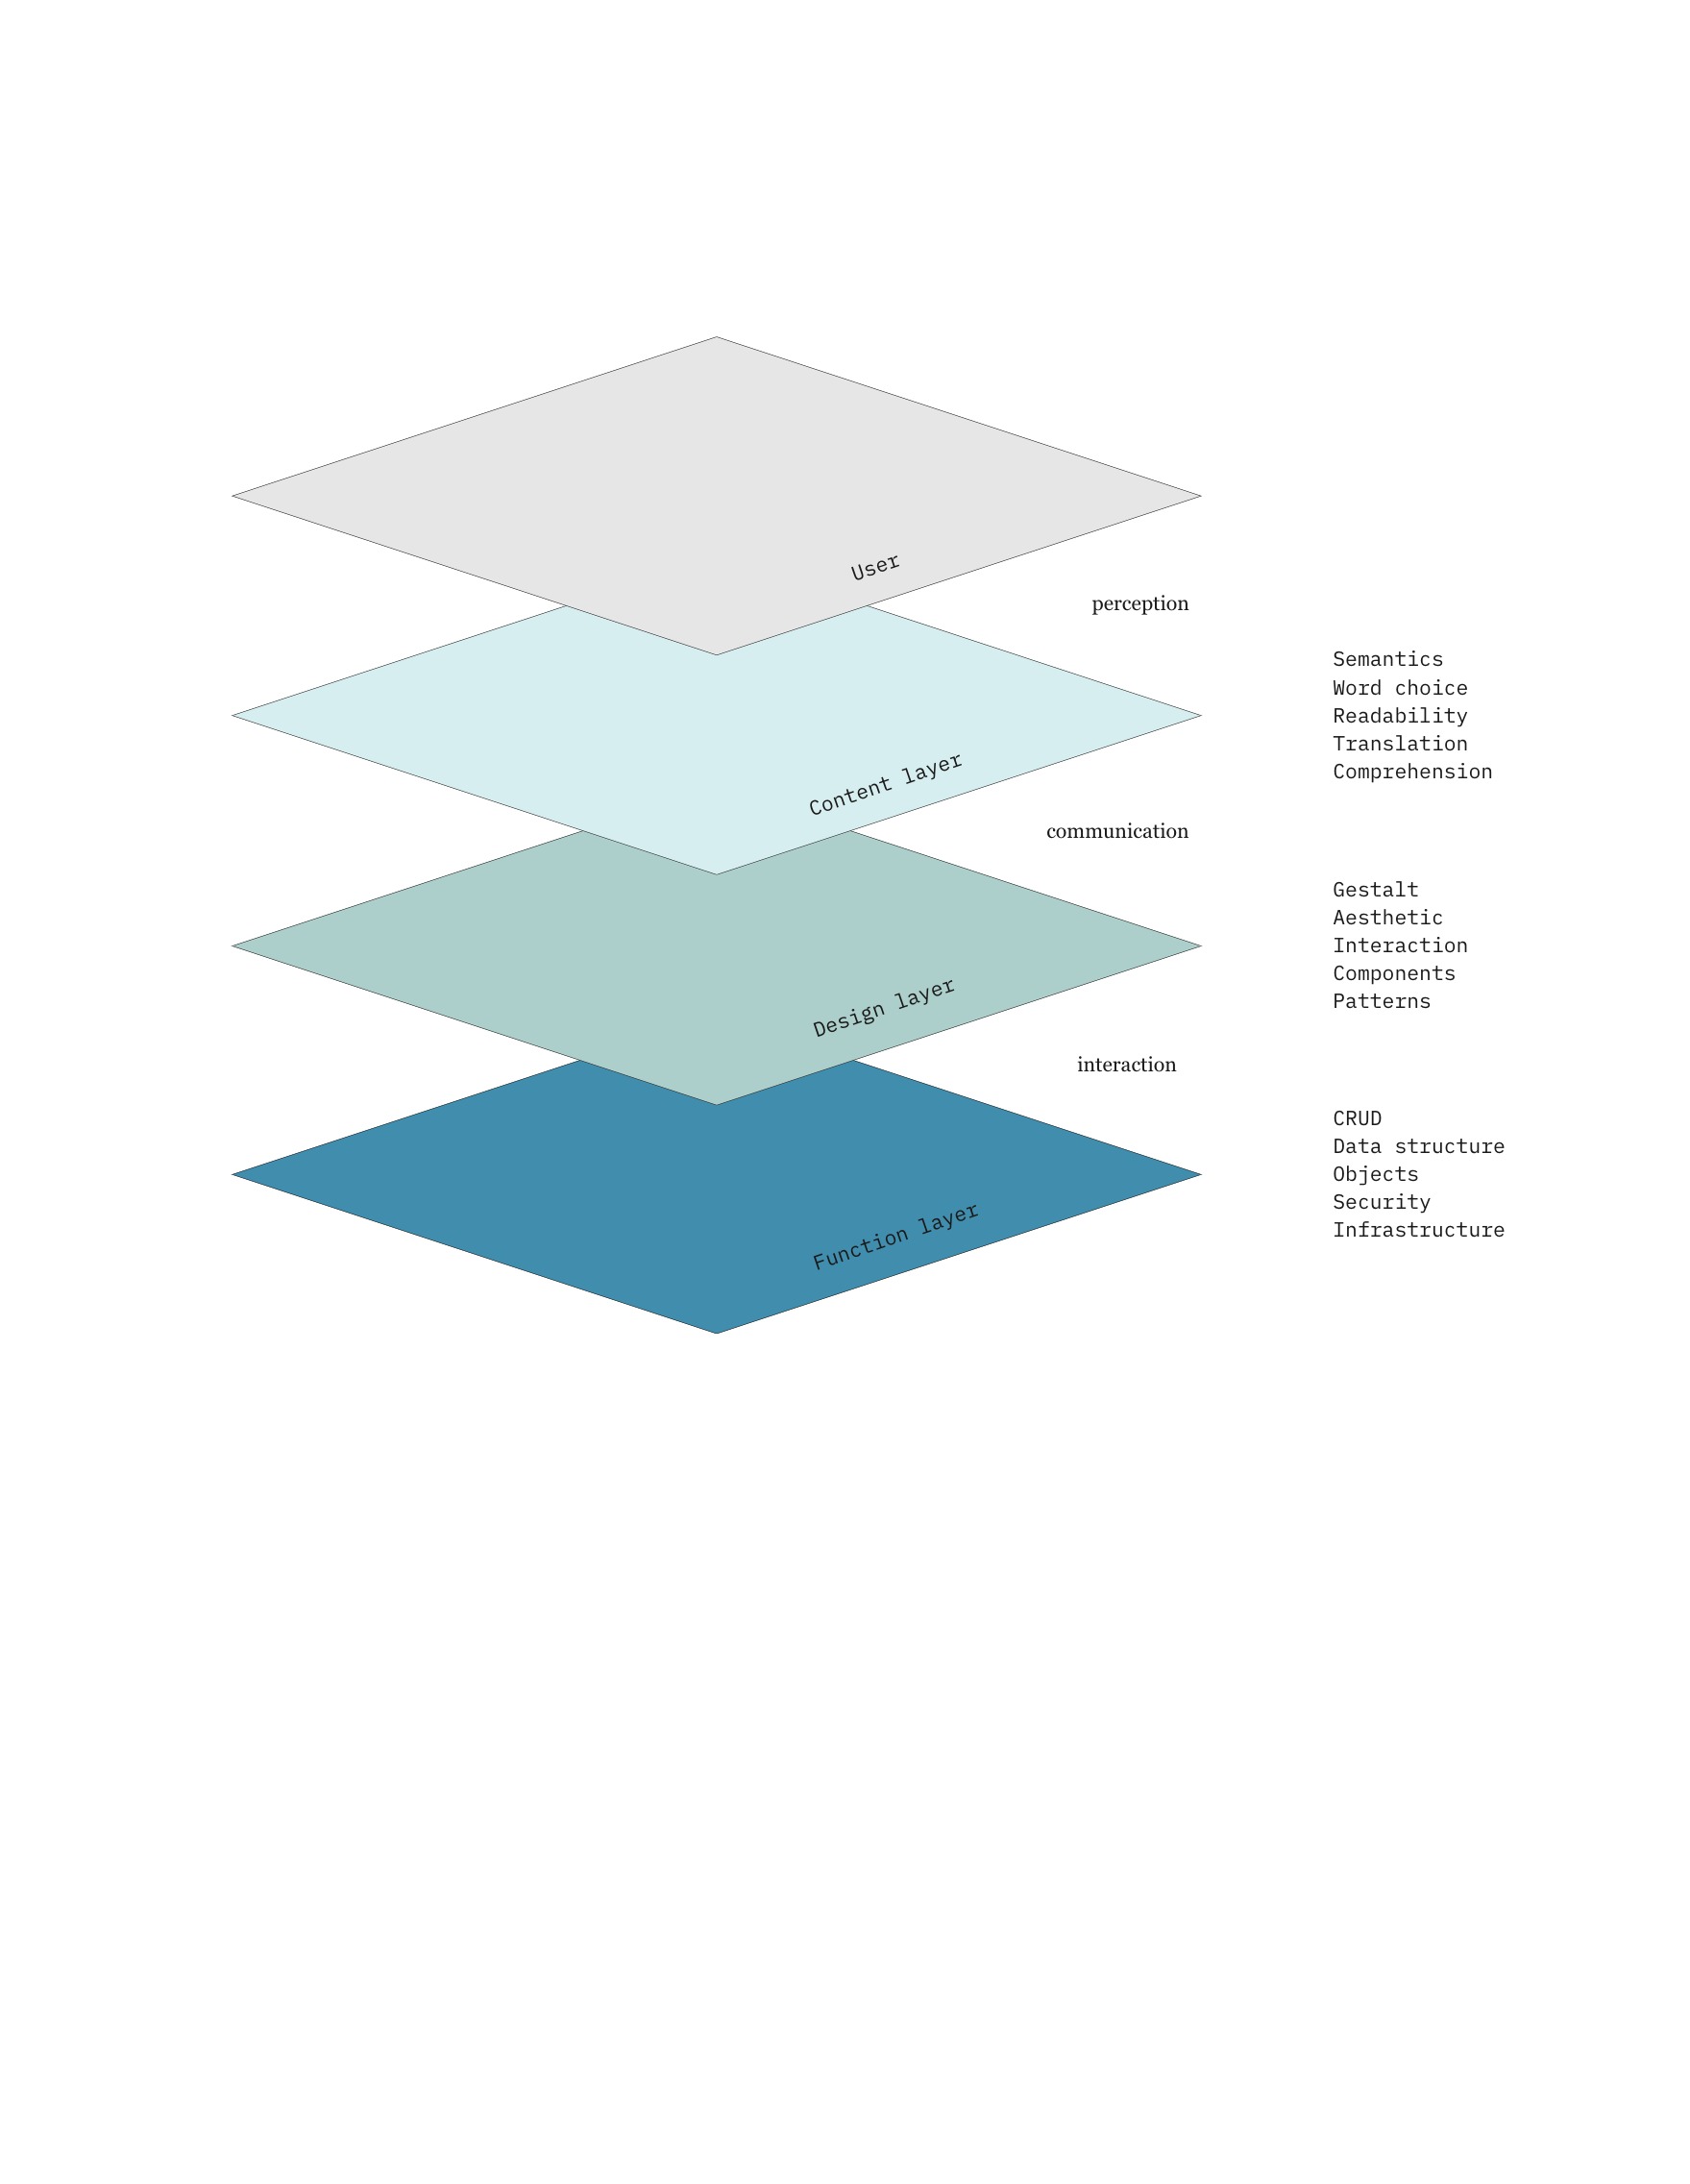 User
perception
Semantics
Word choice
Readability
Translation
Comprehension
Content layer
communication
Gestalt
Aesthetic
Interaction
Components
Patterns
Design layer
interaction
CRUD
Data structure
Objects
Security
Infrastructure
Function layer